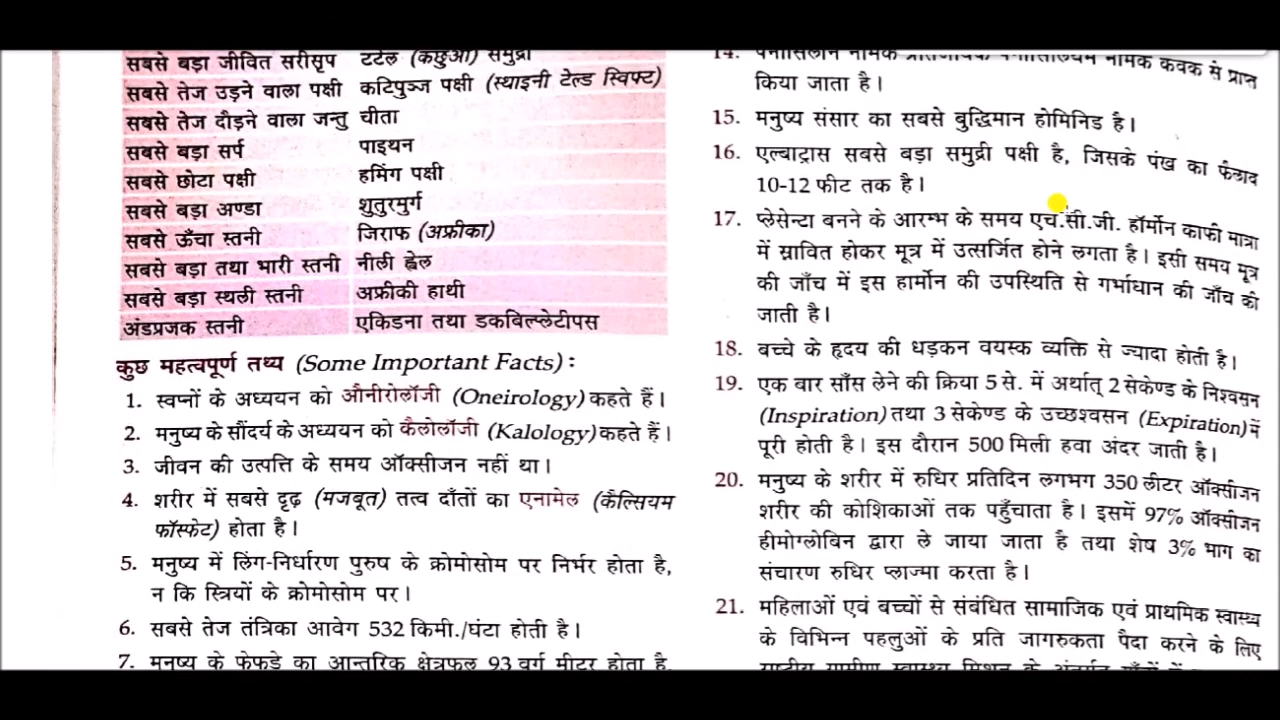 सबसे बड़ा जीवित सरीसृप टर्टल (कछुआ) समुद्री
सबसे तेज उड़ने वाला पक्षी कटिपुञ्ज पक्षी (स्थाइनी टेल्ड स्विफ्ट)
सबसे तेज दौड़ने वाला जन्तु चीता
सबसे बड़ा सर्प पाइथन
सबसे छोटा पक्षी हमिंग पक्षी
सबसे बड़ा अण्डा शुतुरमुर्ग
सबसे ऊँचा स्तनी जिराफ (अफ्रीका)
सबसे बड़ा तथा भारी स्तनी नीली ह्वेल
सबसे बड़ा स्थली स्तनी अफ्रीकी हाथी
अंडप्रजक स्तनी एकिडना तथा डकबिल्प्लेटीपस
कुछ महत्वपूर्ण तथ्य (Some Important Facts) :
1. स्वप्नों के अध्ययन को औनीरोलॉजी (Oneirology) कहते हैं।
2. मनुष्य के सौंदर्य के अध्ययन को कैलोलॉजी (Kalology) कहते हैं।
3. जीवन की उत्पत्ति के समय ऑक्सीजन नहीं था।
4. शरीर में सबसे दृढ़ (मजबूत) तत्व दाँतों का एनामेल (कैल्सियम
फॉस्फेट) होता है।
5. मनुष्य में लिंग-निर्धारण पुरुष के क्रोमोसोम पर निर्भर होता है,
न कि स्त्रियों के क्रोमोसोम पर।
6. सबसे तेज तंत्रिका आवेग 532 किमी./घंटा होती है।
7. मनुष्य के फेफड़े का आन्तरिक क्षेत्रफल 93 वर्ग मीटर होता है,
14. पेनीसिलीन नामक प्रतिजैविक पेनीसिलियम नामक कवक से प्राप्त
किया जाता है।
15. मनुष्य संसार का सबसे बुद्धिमान होमिनिड है।
16. एल्बाट्रास सबसे बड़ा समुद्री पक्षी है, जिसके पंख का फैलाव
10-12 फीट तक है।
17. प्लेसेन्टा बनने के आरम्भ के समय एच.सी.जी. हॉर्मोन काफी मात्रा
में स्रावित होकर मूत्र में उत्सर्जित होने लगता है। इसी समय मूत्र
की जाँच में इस हार्मोन की उपस्थिति से गर्भाधान की जाँच की
जाती है।
18. बच्चे के हृदय की धड़कन वयस्क व्यक्ति से ज्यादा होती है।
19. एक बार साँस लेने की क्रिया 5 से. में अर्थात् 2 सेकेण्ड के निश्वसन
(Inspiration) तथा 3 सेकेण्ड के उच्छश्वसन (Expiration) में
पूरी होती है। इस दौरान 500 मिली हवा अंदर जाती है।
20. मनुष्य के शरीर में रुधिर प्रतिदिन लगभग 350 लीटर ऑक्सीजन
शरीर की कोशिकाओं तक पहुँचाता है। इसमें 97% ऑक्सीजन
हीमोग्लोबिन द्वारा ले जाया जाता है तथा शेष 3% भाग का
संचारण रुधिर प्लाज्मा करता है।
21. महिलाओं एवं बच्चों से संबंधित सामाजिक एवं प्राथमिक स्वास्थ्य
के विभिन्न पहलुओं के प्रति जागरुकता पैदा करने के लिए
राष्ट्रीय ग्रामीण स्वास्थ्य मिशन के अंतर्गत